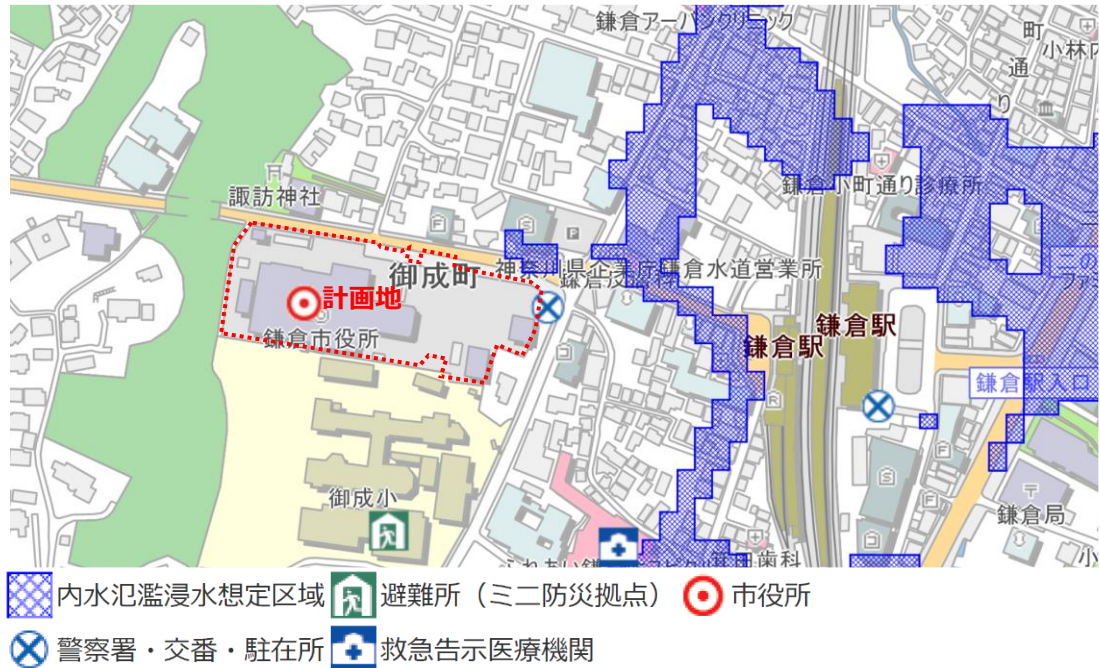 鎌倉アーバンクリニック
町
小林
通
り
諏訪神社
鎌倉小町通り診療所
御成町
神奈川県企業庁鎌倉水道営業所
計画地
鎌倉市役所
鎌倉駅
鎌倉駅
鎌倉駅入口
御成小
鎌倉局
小
内水氾濫浸水想定区域
避難所（ミニ防災拠点）
市役所
警察署・交番・駐在所
救急告示医療機関